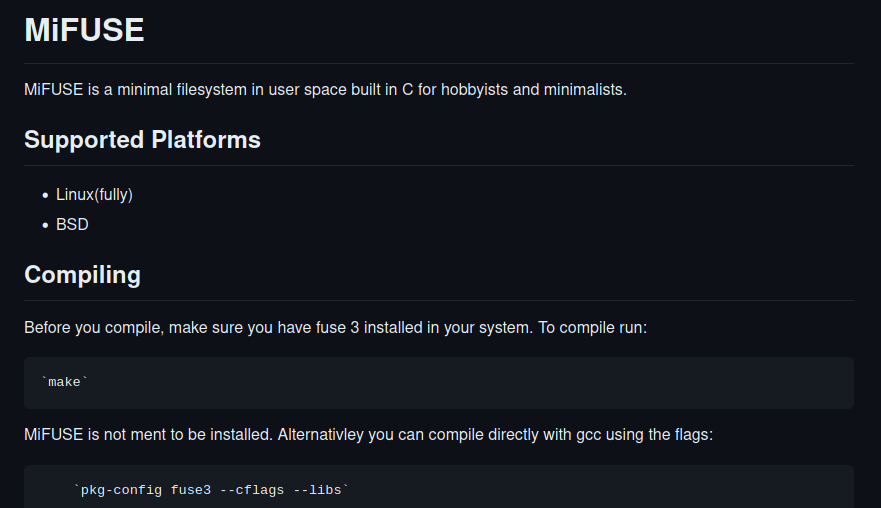 MiFUSE
MiFUSE is a minimal filesystem in user space built in C for hobbyists and minimalists.
Supported Platforms
• Linux(fully)
• BSD
Compiling
Before you compile, make sure you have fuse 3 installed in your system. To compile run:
`make`
MiFUSE is not ment to be installed. Alternativley you can compile directly with gcc using the flags:
`pkg-config fuse3 --cflags --libs`